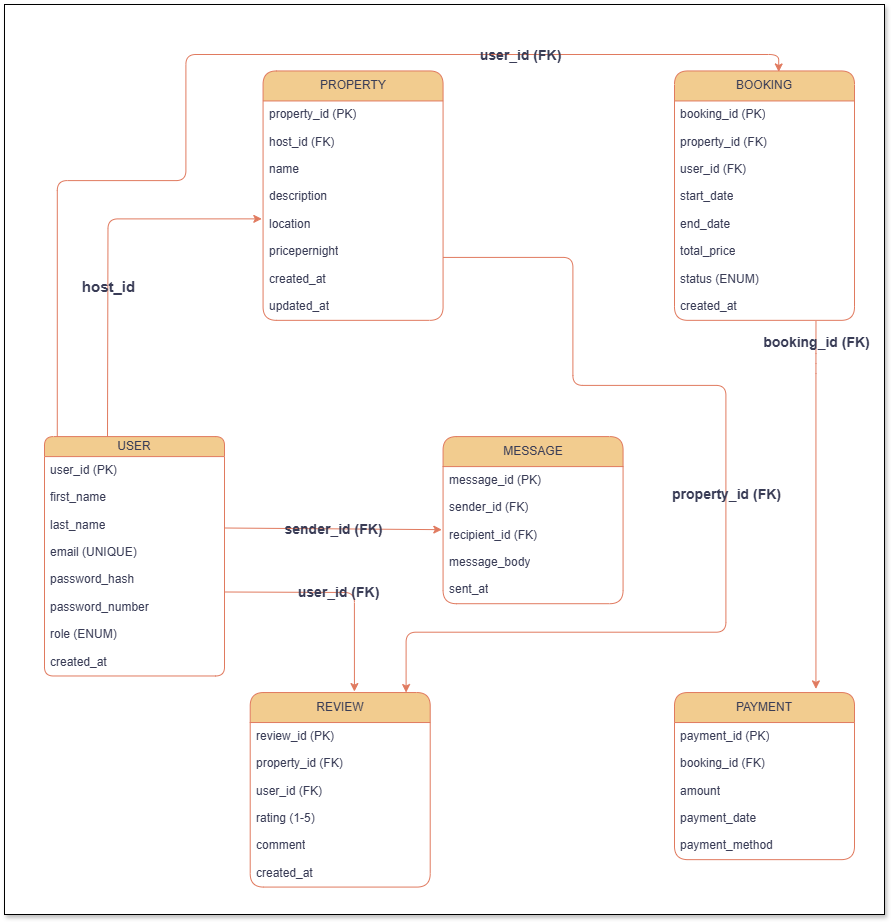 user_id (FK)
PROPERTY
property_id (PK)
host_id (FK)
name
description
location
pricepernight
created_at
updated_at
BOOKING
booking_id (PK)
property_id (FK)
user_id (FK)
start_date
end_date
total_price
status (ENUM)
created_at
host_id
booking_id (FK)
USER
user_id (PK)
first_name
last_name
email (UNIQUE)
password_hash
password_number
role (ENUM)
created_at
sender_id (FK)
user_id (FK)
MESSAGE
message_id (PK)
sender_id (FK)
recipient_id (FK)
message_body
sent_at
property_id (FK)
REVIEW
review_id (PK)
property_id (FK)
user_id (FK)
rating (1-5)
comment
created_at
PAYMENT
payment_id (PK)
booking_id (FK)
amount
payment_date
payment_method